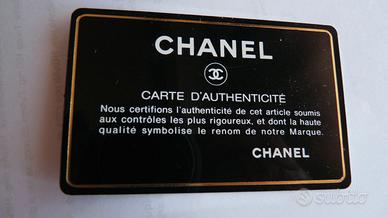 CHANEL
CARTE D'AUTHENTICITÉ
Nous certifions l'authenticité de cet article soumis
aux contrôles les plus rigoureux, et dont la haute
qualité symbolise le renom de notre Marque.
CHANEL
subito